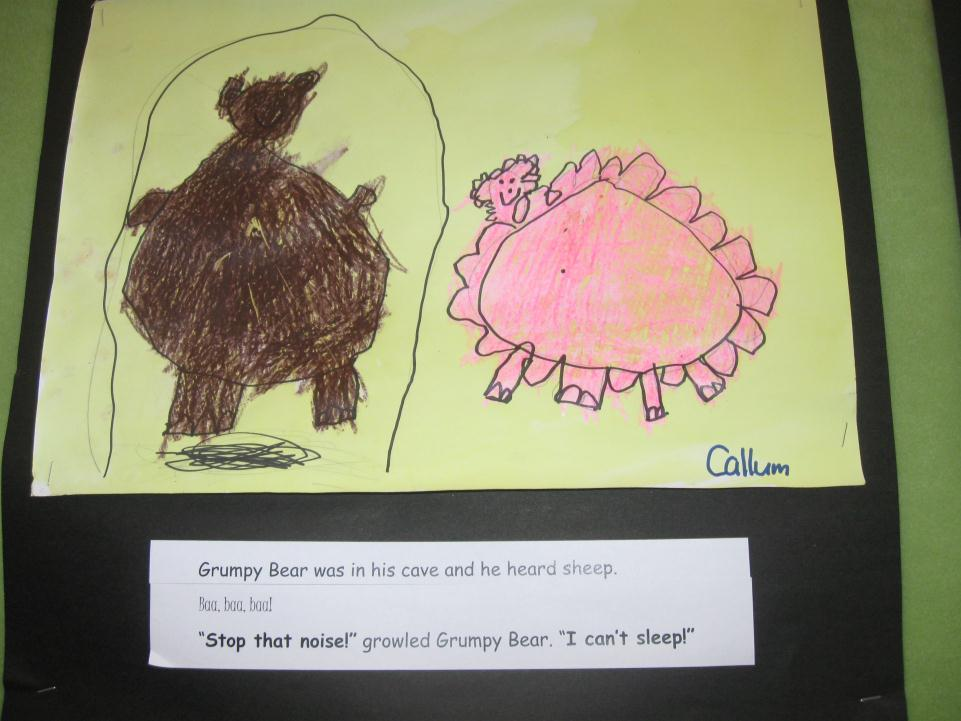 Callum
Grumpy Bear was in his cave and he heard sheep.
Baa, baa, baa!
“Stop that noise!” growled Grumpy Bear. “I can’t sleep!”